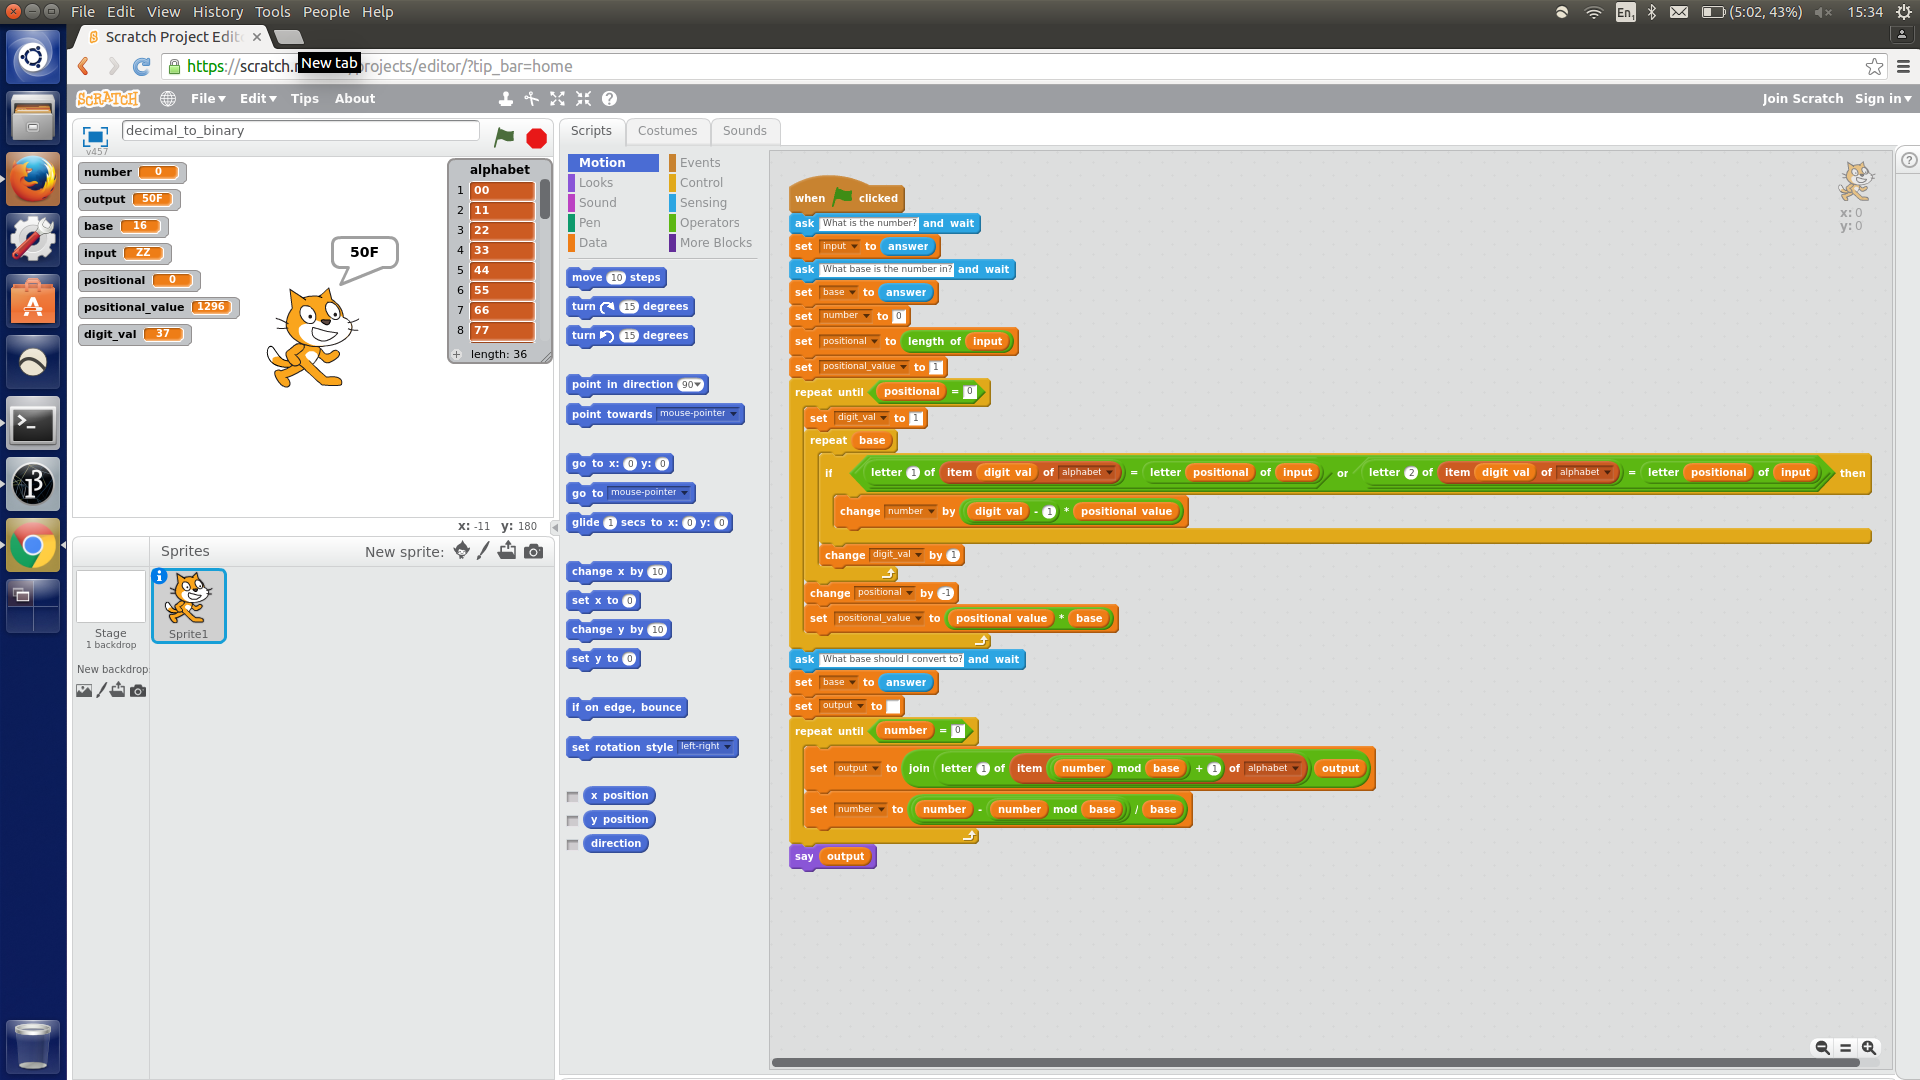 File Edit View History Tools People Help
En1 (5:02, 43%) 15:34
Scratch Project Edit
https://scratch.r
New tab
rojects/editor/?tip_bar=home
SCRATCH File Edit Tips About Join Scratch Sign in
v457
decimal_to_binary
Scripts Costumes Sounds
number 0
output 50F
base 16
input ZZ
positional 0
positional_value 1296
digit_val 37
50F
alphabet
1 00
2 11
3 22
4 33
5 44
6 55
7 66
8 77
+ length: 36
x: -11 y: 180
Sprites New sprite:
Stage
1 backdrop
New backdrop:
Sprite1
Motion Events
Looks Control
Sound Sensing
Pen Operators
Data More Blocks
move 10 steps
turn 15 degrees
turn 15 degrees
point in direction 90
point towards mouse-pointer
go to x: 0 y: 0
go to mouse-pointer
glide 1 secs to x: 0 y: 0
change x by 10
set x to 0
change y by 10
set y to 0
if on edge, bounce
set rotation style left-right
x position
y position
direction
x: 0
y: 0
when clicked
ask What is the number? and wait
set input to answer
ask What base is the number in? and wait
set base to answer
set number to 0
set positional to length of input
set positional_value to 1
repeat until positional = 0
set digit_val to 1
repeat base
if letter 1 of item digit val of alphabet = letter positional of input or letter 2 of item digit val of alphabet = letter positional of input then
change number by digit val - 1 * positional value
change digit_val by 1
change positional by -1
set positional_value to positional value * base
ask What base should I convert to? and wait
set base to answer
set output to
repeat until number = 0
set output to join letter 1 of item number mod base + 1 of alphabet output
set number to number - number mod base / base
say output